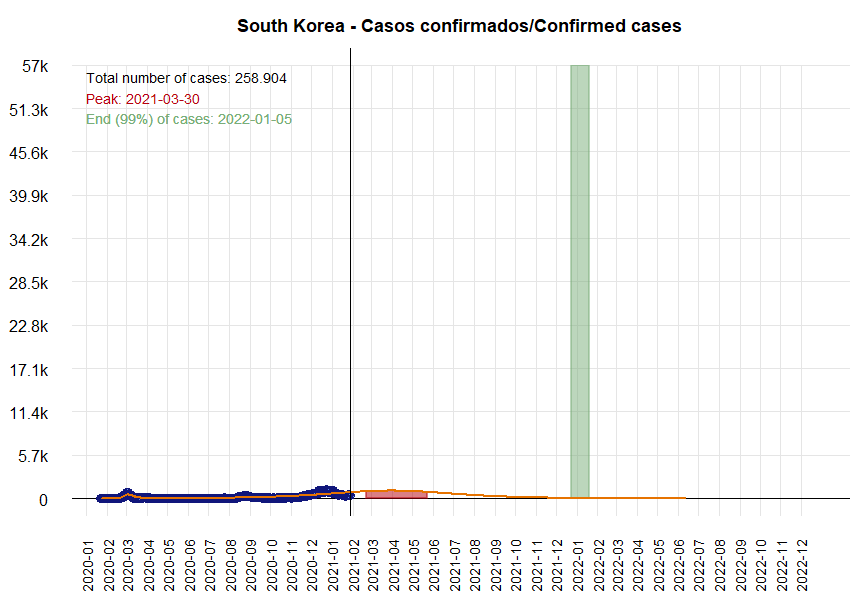 South Korea - Casos confirmados/Confirmed cases
57k
51.3k
45.6k
39.9k
34.2k
28.5k
22.8k
17.1k
11.4k
5.7k
0
Total number of cases: 258.904
Peak: 2021-03-30
End (99%) of cases: 2022-01-05
2020-01
2020-02
2020-03
2020-04
2020-05
2020-06
2020-07
2020-08
2020-09
2020-10
2020-11
2020-12
2021-01
2021-02
2021-03
2021-04
2021-05
2021-06
2021-07
2021-08
2021-09
2021-10
2021-11
2021-12
2022-01
2022-02
2022-03
2022-04
2022-05
2022-06
2022-07
2022-08
2022-09
2022-10
2022-11
2022-12